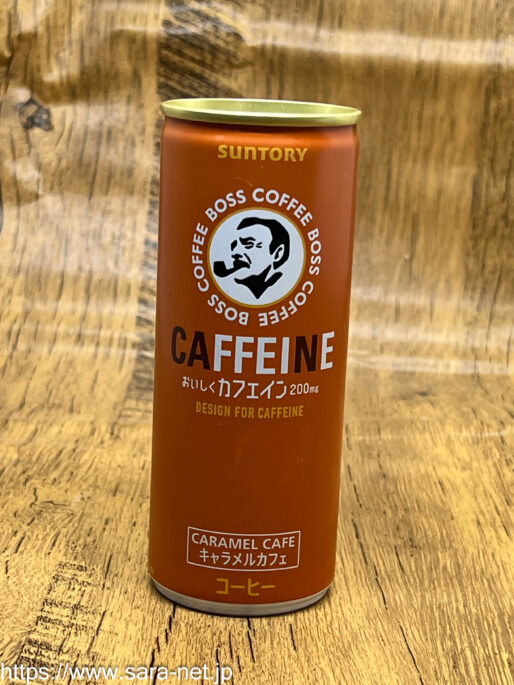 SUNTORY
BOSS COFFEE BOSS COFFEE BOSS COFFEE
CAFFEINE
おいしくカフェイン200mg
DESIGN FOR CAFFEINE
CARAMEL CAFE
キャラメルカフェ
コーヒー
https://www.sara-net.jp